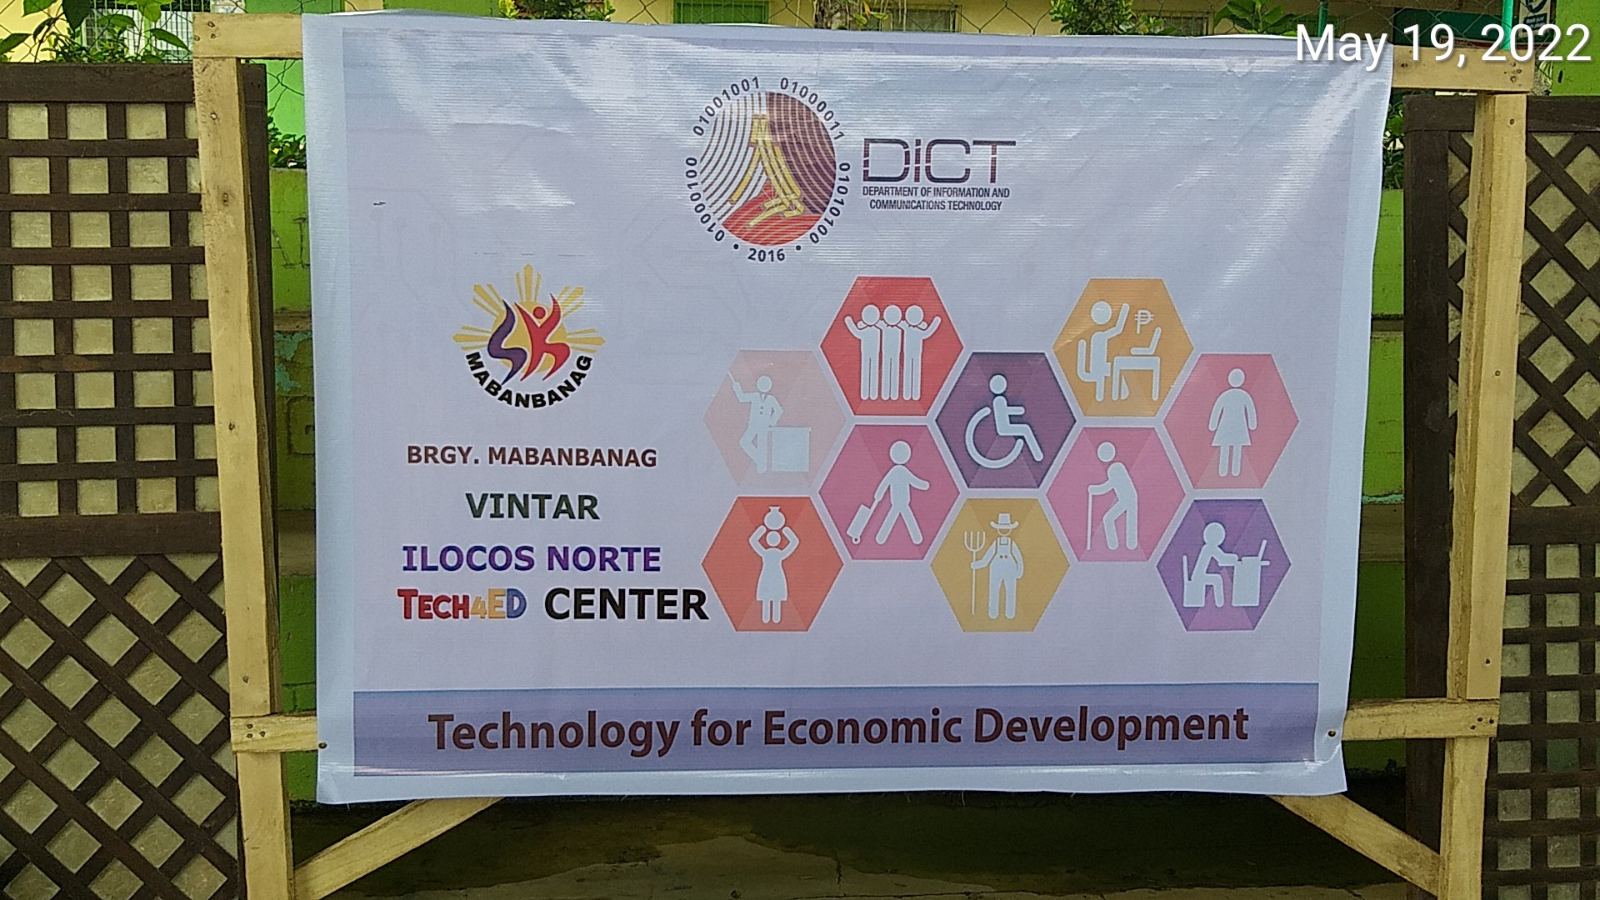 May 19, 2022
01000100 01001001 01000011 01010100
2016
DiCT
DEPARTMENT OF INFORMATION AND
COMMUNICATIONS TECHNOLOGY
SK
MABANBANAG
₱
BRGY. MABANBANAG
VINTAR
ILOCOS NORTE
TECH4ED CENTER
Technology for Economic Development